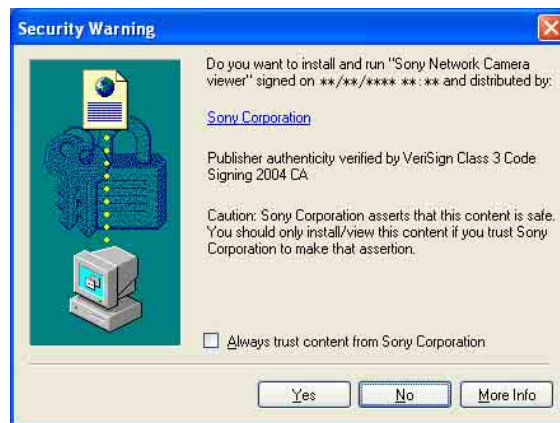 Security Warning
Do you want to install and run "Sony Network Camera
viewer" signed on **/**/**** **:** and distributed by:
Sony Corporation
Publisher authenticity verified by VeriSign Class 3 Code
Signing 2004 CA
Caution: Sony Corporation asserts that this content is safe.
You should only install/view this content if you trust Sony
Corporation to make that assertion.
Always trust content from Sony Corporation
Yes
No
More Info